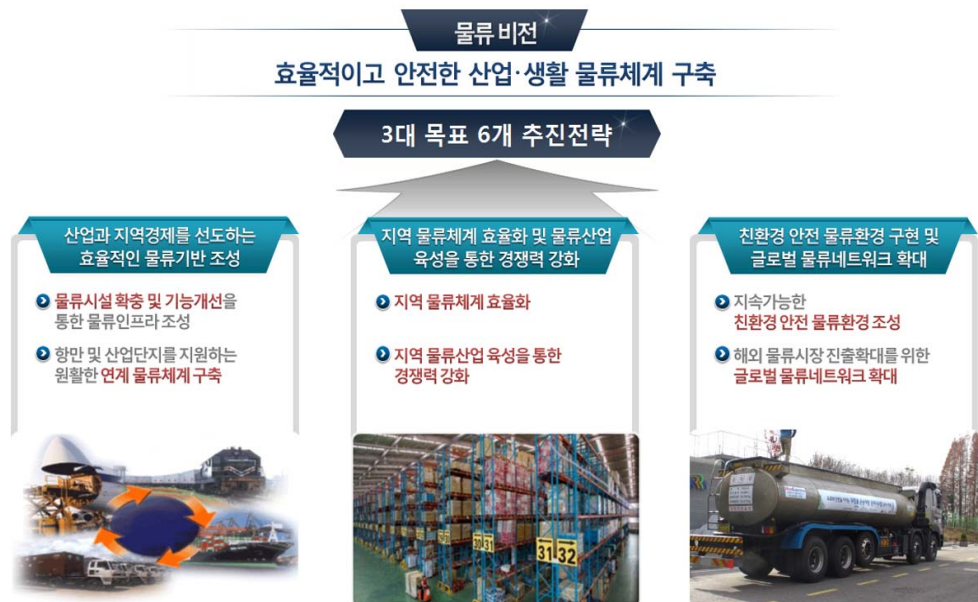 물류 비전
효율적이고 안전한 산업·생활 물류체계 구축
3대 목표 6개 추진전략
산업과 지역경제를 선도하는
효율적인 물류기반 조성
물류시설 확충 및 기능개선을
통한 물류인프라 조성
항만 및 산업단지를 지원하는
원활한 연계 물류체계 구축
지역 물류체계 효율화 및 물류산업
육성을 통한 경쟁력 강화
지역 물류체계 효율화
지역 물류산업 육성을 통한
경쟁력 강화
30 31
31 32
친환경 안전 물류환경 구현 및
글로벌 물류네트워크 확대
지속가능한
친환경 안전 물류환경 조성
해외 물류시장 진출확대를 위한
글로벌 물류네트워크 확대